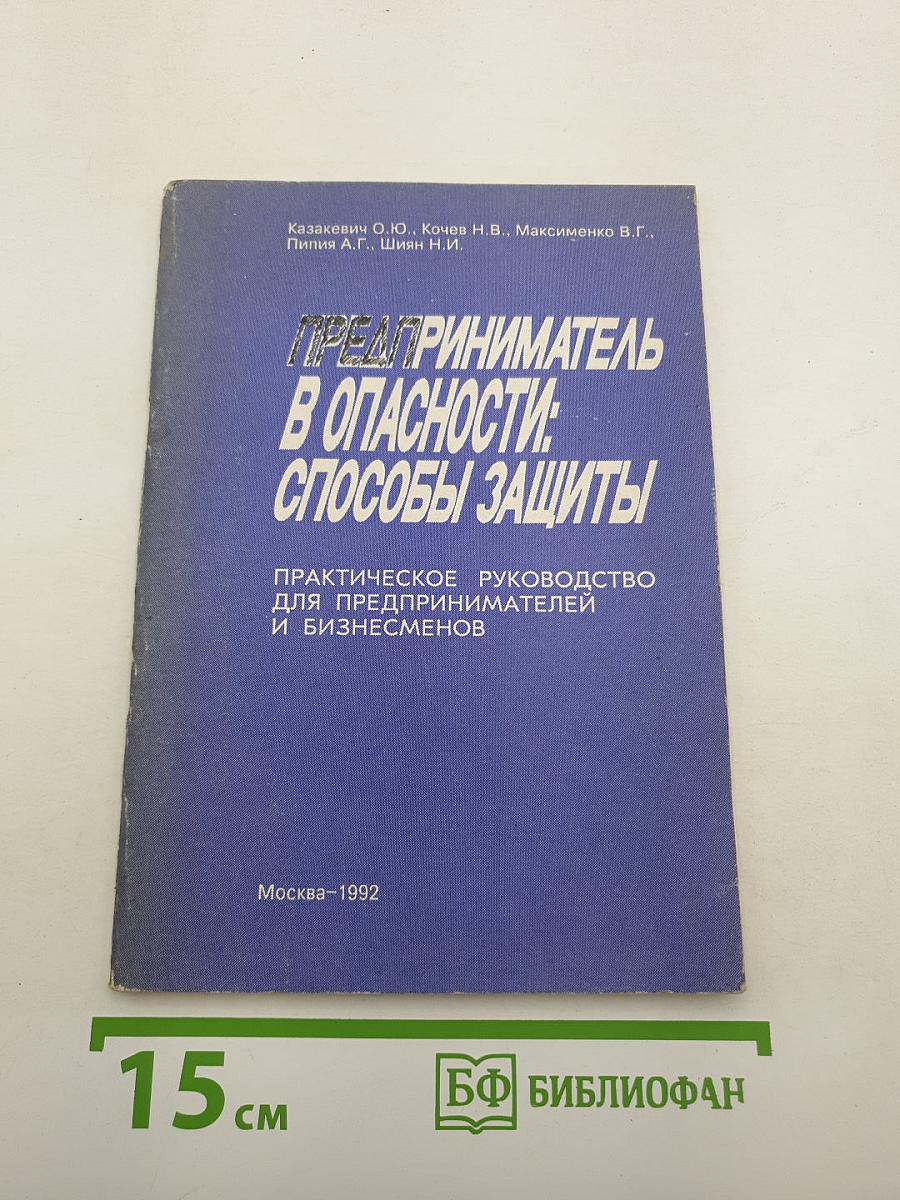 Казакевич О.Ю., Кочев Н.В., Максименко В.Г.,
Пипия А.Г., Шиян Н.И.
ПРЕДПРИНИМАТЕЛЬ
В ОПАСНОСТИ:
СПОСОБЫ ЗАЩИТЫ
ПРАКТИЧЕСКОЕ РУКОВОДСТВО
ДЛЯ ПРЕДПРИНИМАТЕЛЕЙ
И БИЗНЕСМЕНОВ
Москва–1992
15 см
БФ БИБЛИОФАН